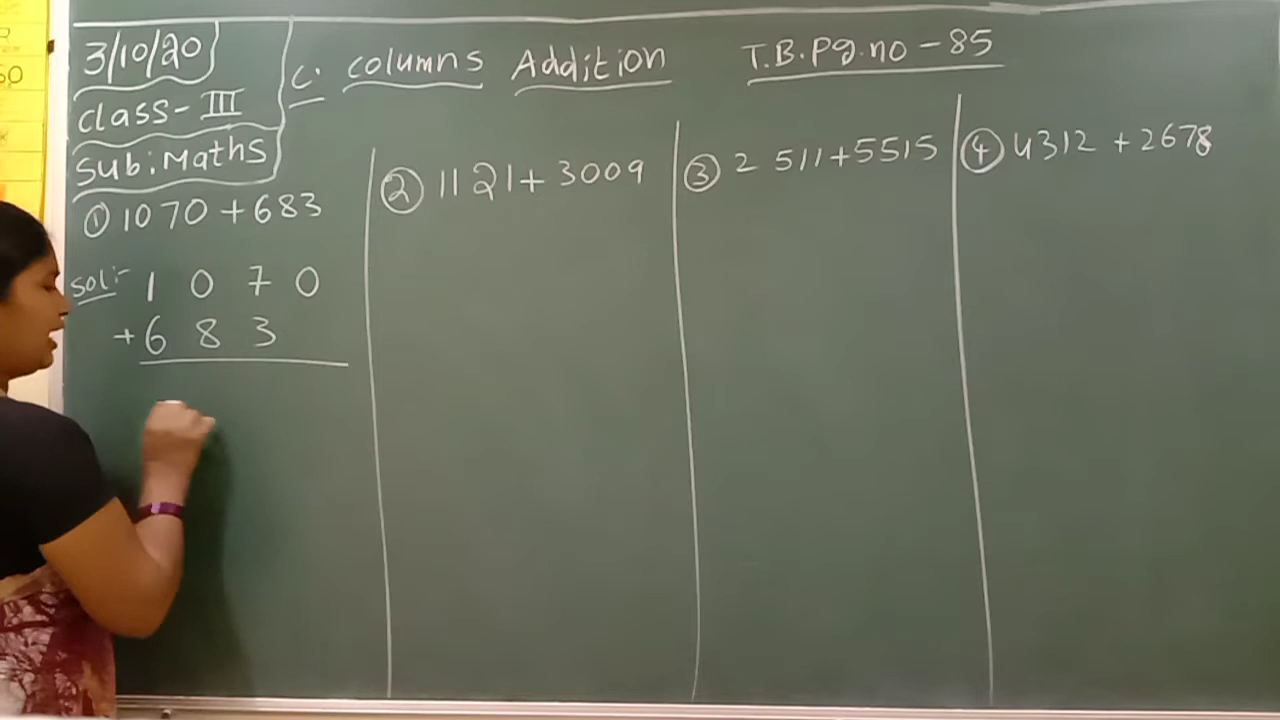 3/10/20
class- III
Sub: Maths
C. columns Addition T.B.Pg.no - 85
① 1070 + 683
sol:- 1 0 7 0
+ 6 8 3
② 1121 + 3009
③ 2511 + 5515
④ 4312 + 2678